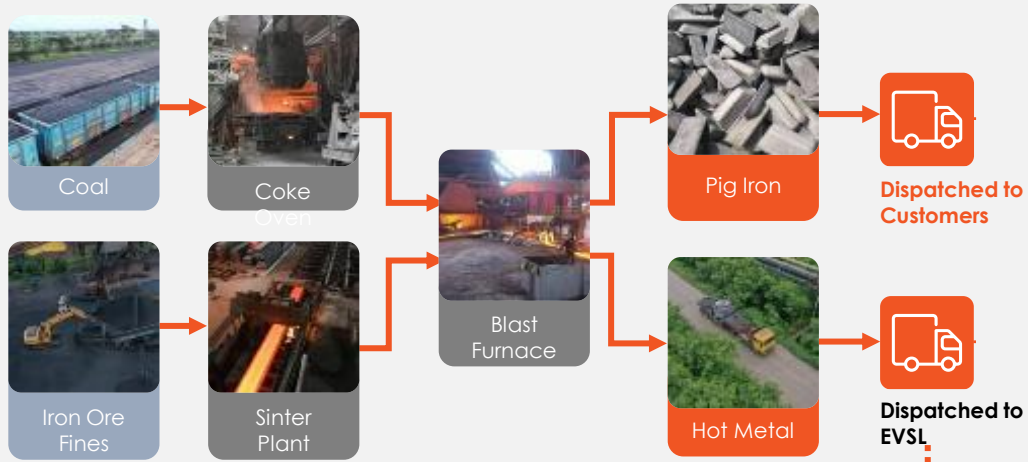 Coal
Coke
Oven
Pig Iron
Dispatched to
Customers
Iron Ore
Fines
Sinter
Plant
Blast
Furnace
Hot Metal
Dispatched to
EVSL